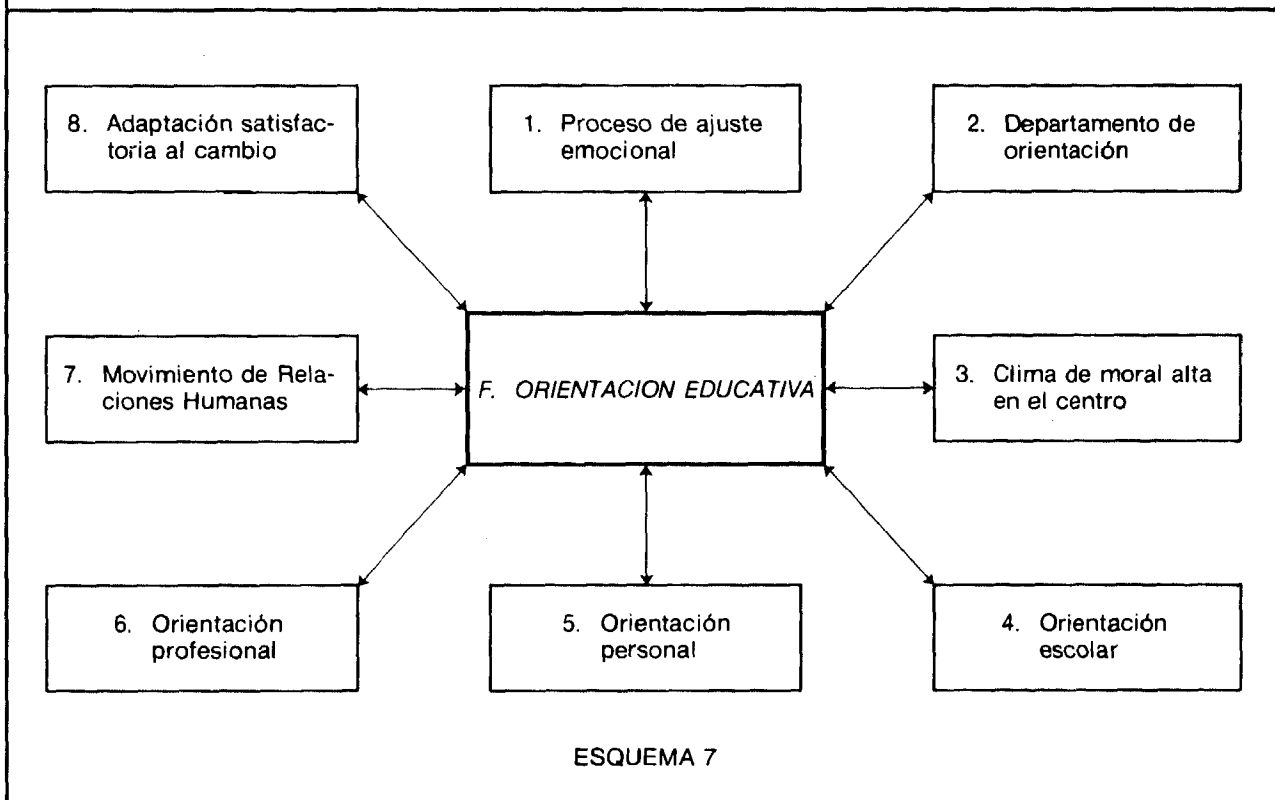 8. Adaptación satisfac-
toria al cambio
1. Proceso de ajuste
emocional
2. Departamento de
orientación
7. Movimiento de Rela-
ciones Humanas
F. ORIENTACION EDUCATIVA
3. Clima de moral alta
en el centro
6. Orientación
profesional
5. Orientación
personal
4. Orientación
escolar
ESQUEMA 7